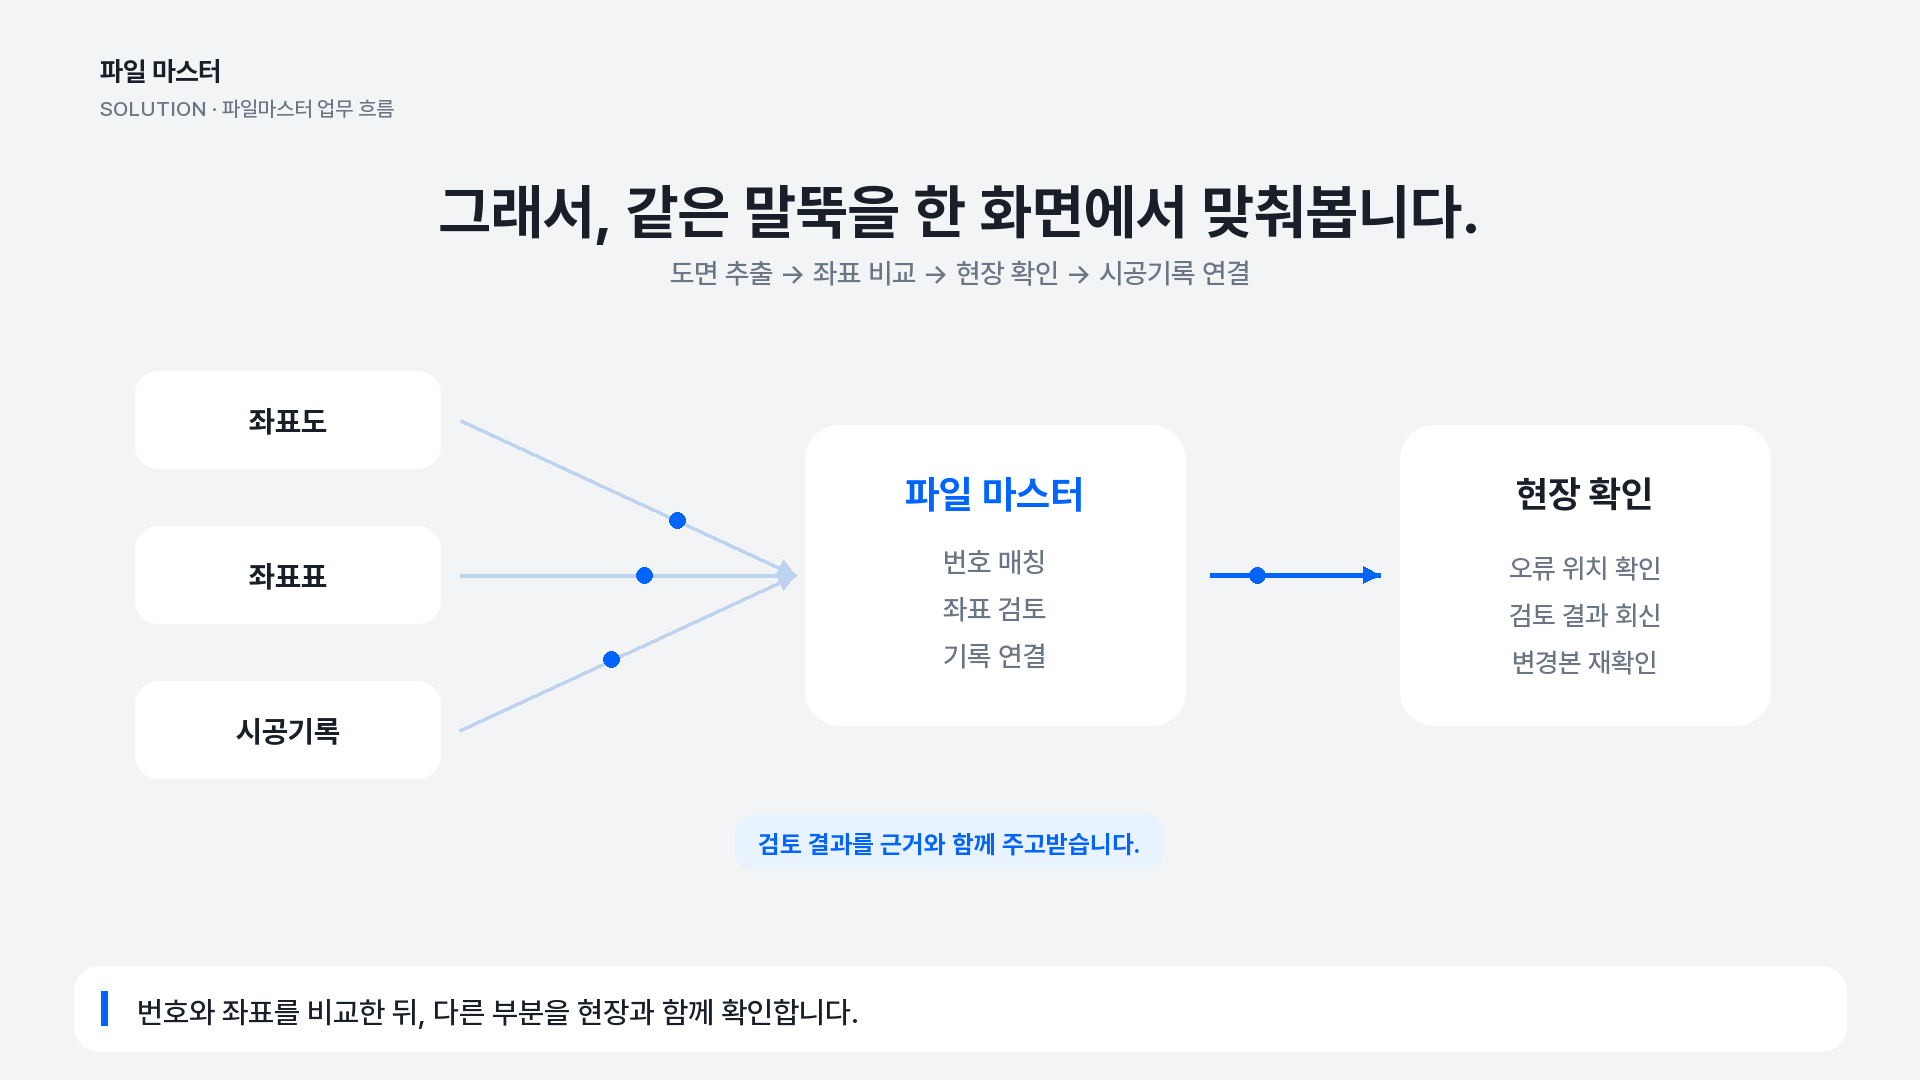 파일 마스터
SOLUTION · 파일마스터 업무 흐름
그래서, 같은 말뚝을 한 화면에서 맞춰봅니다.
도면 추출 → 좌표 비교 → 현장 확인 → 시공기록 연결
좌표도
좌표표
시공기록
파일 마스터
번호 매칭
좌표 검토
기록 연결
현장 확인
오류 위치 확인
검토 결과 회신
변경본 재확인
검토 결과를 근거와 함께 주고받습니다.
번호와 좌표를 비교한 뒤, 다른 부분을 현장과 함께 확인합니다.